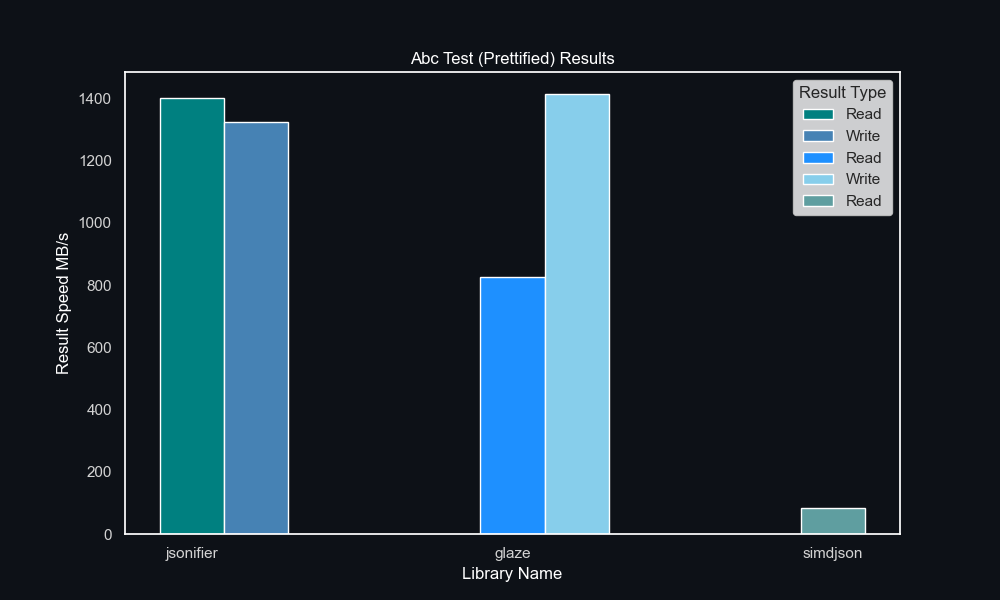 Abc Test (Prettified) Results
Result Type
Read
Write
Read
Write
Read
Result Speed MB/s
1400
1200
1000
800
600
400
200
0
jsonifier glaze simdjson
Library Name